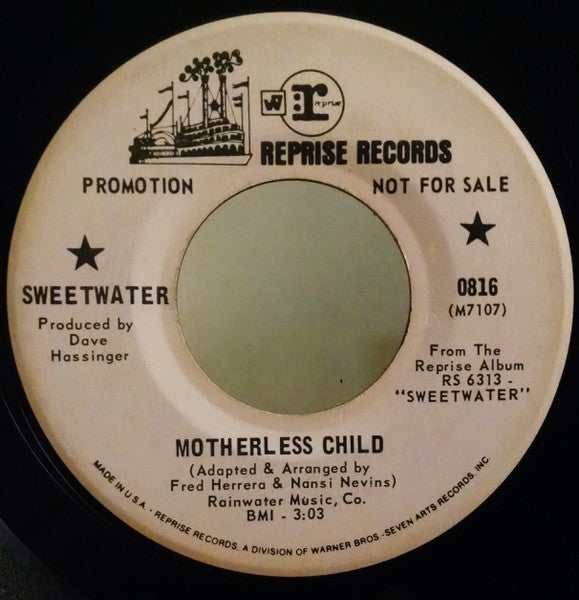 W
r
reprise
REPRISE RECORDS
PROMOTION
NOT FOR SALE
SWEETWATER
Produced by
Dave
Hassinger
0816
(M7107)
From The
Reprise Album
RS 6313 -
"SWEETWATER"
MOTHERLESS CHILD
(Adapted & Arranged by
Fred Herrera & Nansi Nevins)
Rainwater Music, Co.
BMI - 3:03
MADE IN U.S.A. - REPRISE RECORDS, A DIVISION OF WARNER BROS.-SEVEN ARTS RECORDS, INC.